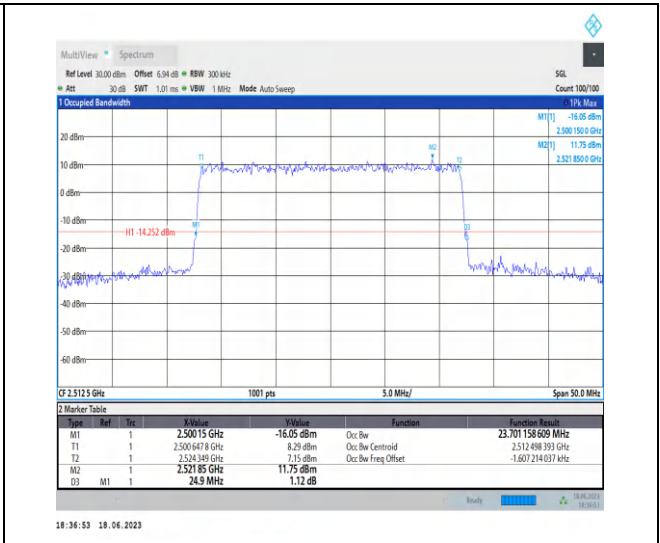 MultiView Spectrum
Ref Level 30.00 dBm Offset 6.94 dB RBW 300 kHz SGL
Att 30 dB SWT 1.01 ms VBW 1 MHz Mode Auto Sweep Count 100/100
1 Occupied Bandwidth 1Pk Max
M1[1] -16.05 dBm
2.500 150 0 GHz
M2[1] 11.75 dBm
2.521 850 0 GHz
20 dBm
M2
T1 T2
10 dBm
0 dBm
-10 dBm
M1 D3
H1 -14.252 dBm
-20 dBm
-30 dBm
-40 dBm
-50 dBm
-60 dBm
CF 2.512 5 GHz 1001 pts 5.0 MHz/ Span 50.0 MHz
2 Marker Table
Type Ref Trc X-Value Y-Value Function Function Result
M1 1 2.500 15 GHz -16.05 dBm Occ Bw 23.701 158 609 MHz
T1 1 2.500 647 8 GHz 8.29 dBm Occ Bw Centroid 2.512 498 393 GHz
T2 1 2.524 349 GHz 7.15 dBm Occ Bw Freq Offset -1.607 214 037 kHz
M2 1 2.521 85 GHz 11.75 dBm
D3 M1 1 24.9 MHz 1.12 dB
Ready 18.06.2023
18:36:53
18:36:53 18.06.2023